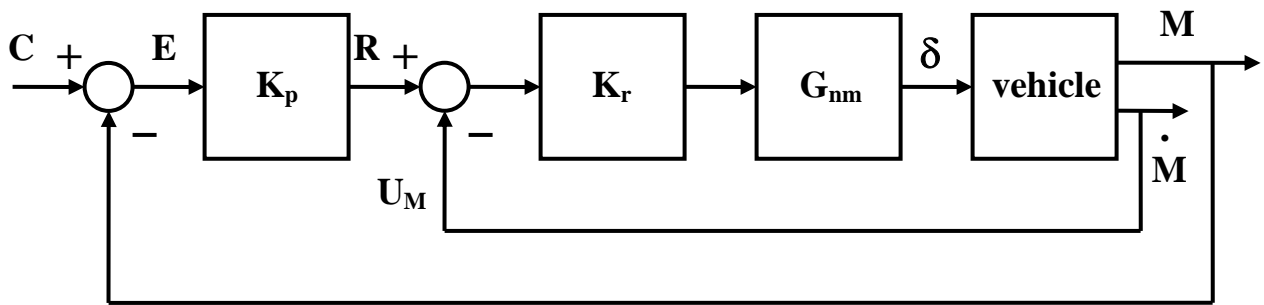 C + E K_p R + K_r G_nm δ vehicle M
− − Ṁ
U_M